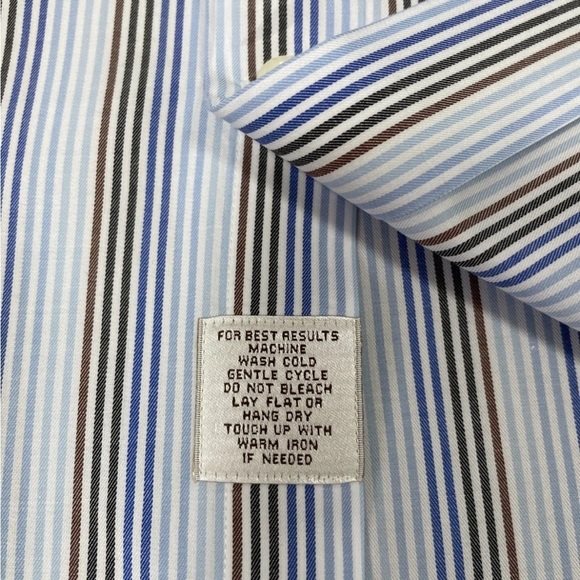 FOR BEST RESULTS
MACHINE
WASH COLD
GENTLE CYCLE
DO NOT BLEACH
LAY FLAT OR
HANG DRY
TOUCH UP WITH
WARM IRON
IF NEEDED